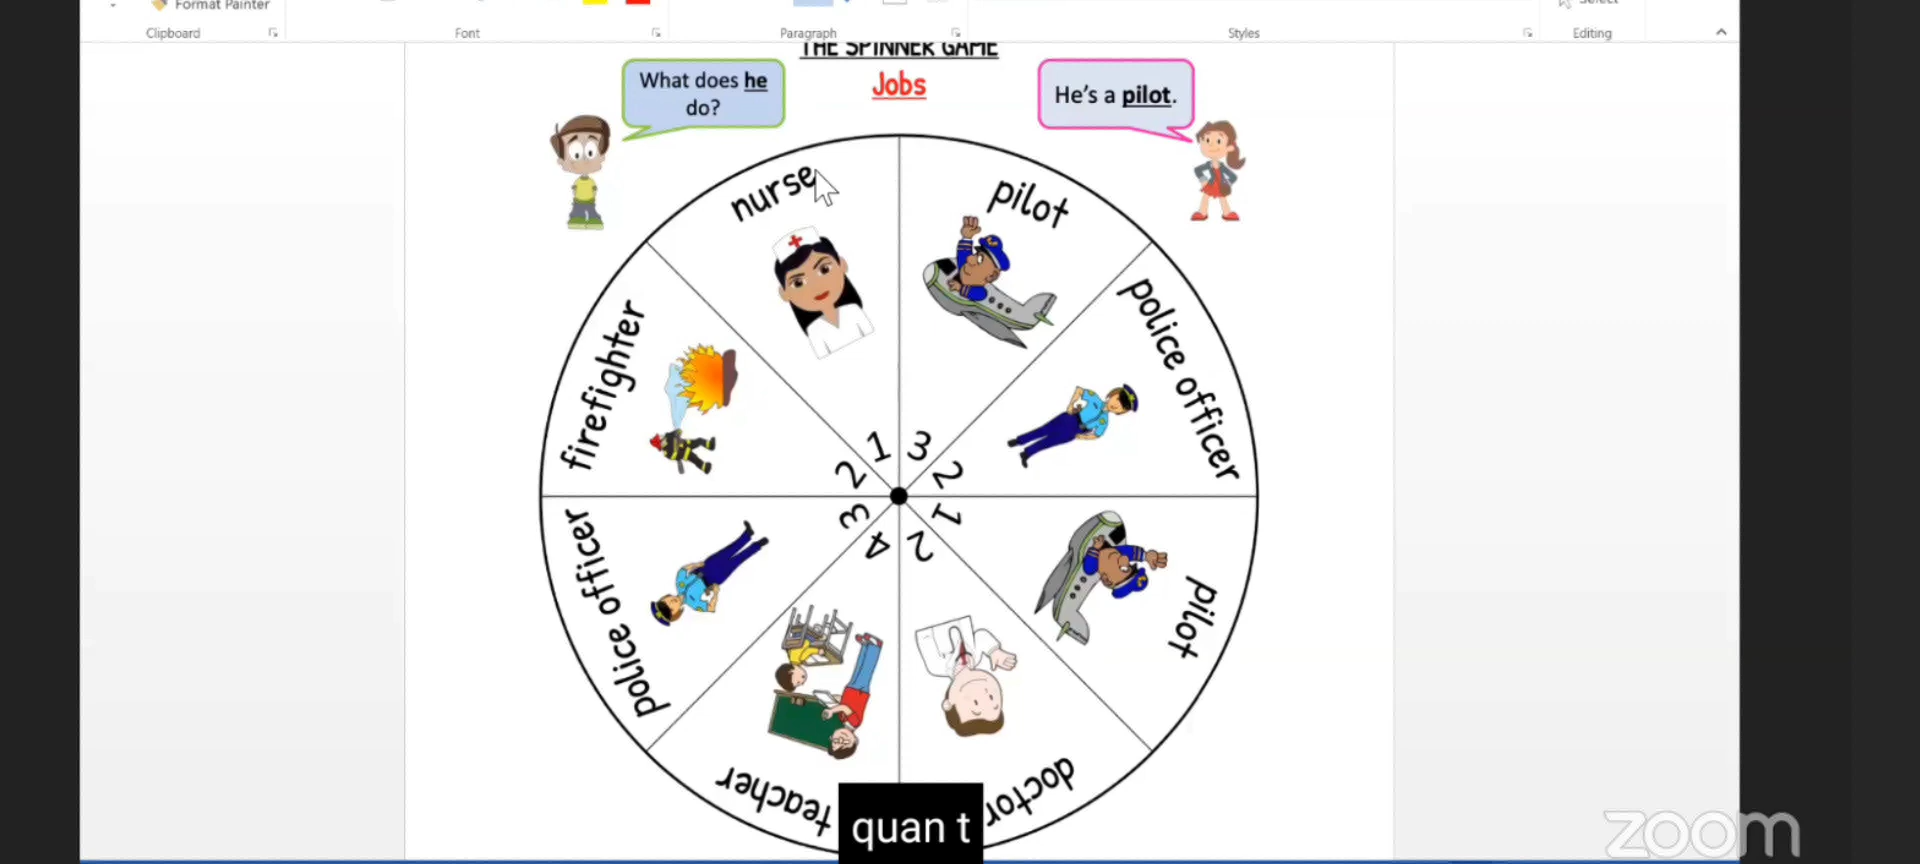 Format Painter
Select
Clipboard
Font
Paragraph
Styles
Editing
THE SPINNER GAME
Jobs
What does he
do?
He's a pilot.
nurse
pilot
police officer
pilot
doctor
teacher
police officer
firefighter
1
3
2
1
2
4
3
2
quan t
zoom